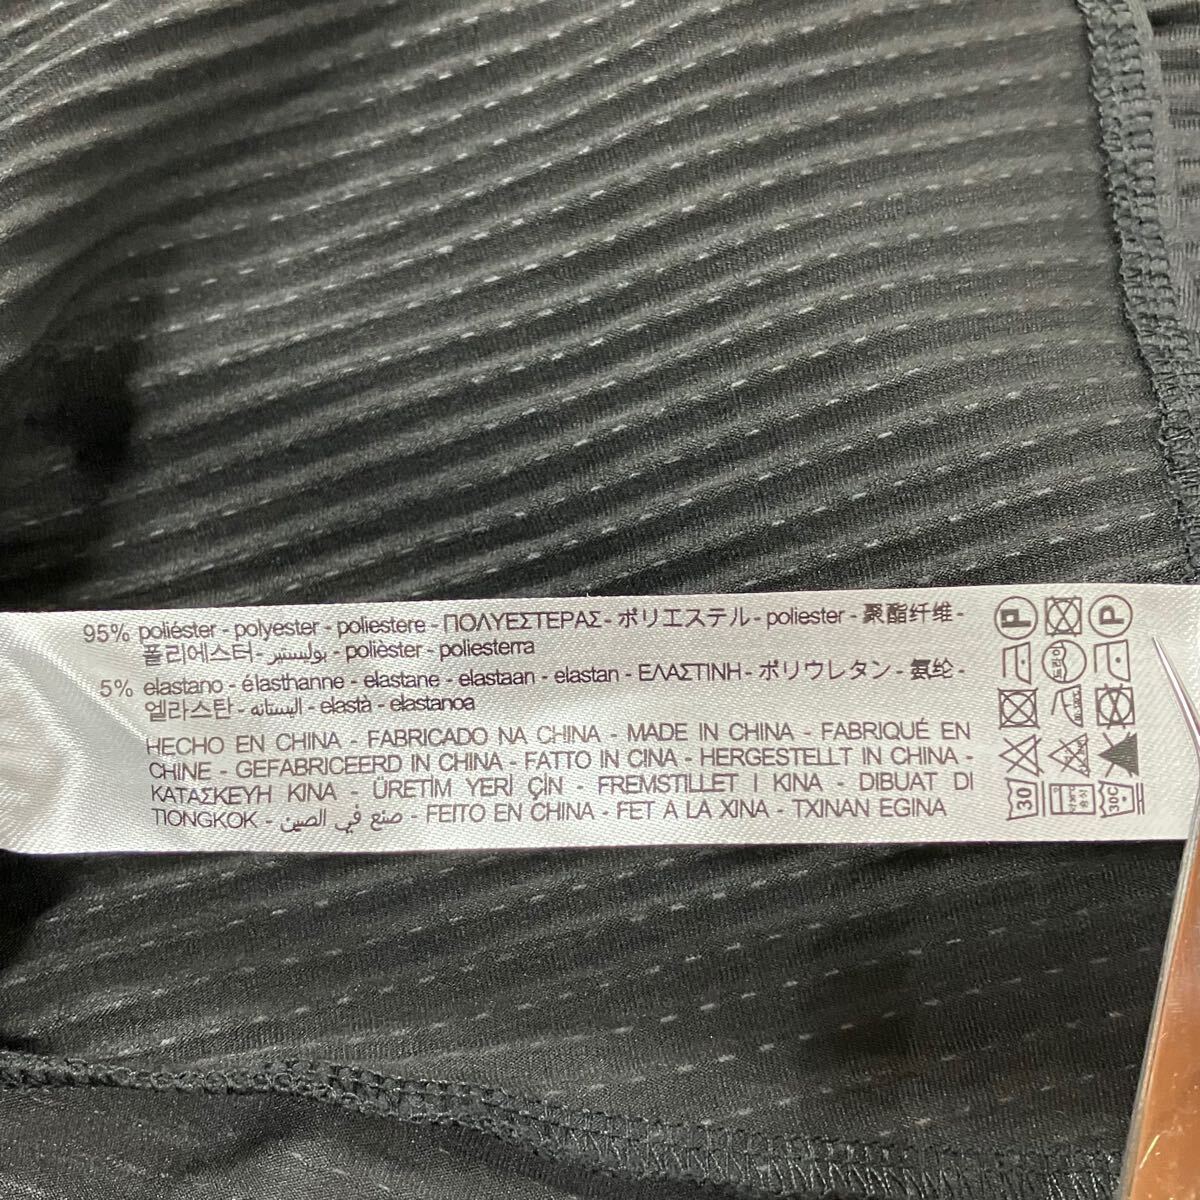 95% poliéster - polyester - poliestere - ΠΟΛΥΕΣΤΕΡΑΣ - ポリエステル - poliester - 聚酯纤维 -
폴리에스터 - بوليستير - polièster - poliesterra
5% elastano - élasthanne - elastane - elastaan - elastan - ΕΛΑΣΤΙΝΗ - ポリウレタン - 氨纶 -
엘라스탄 - اليستانه - elastà - elastanoa
HECHO EN CHINA - FABRICADO NA CHINA - MADE IN CHINA - FABRIQUÉ EN
CHINE - GEFABRICEERD IN CHINA - FATTO IN CINA - HERGESTELLT IN CHINA -
ΚΑΤΑΣΚΕΥΗ ΚΙΝΑ - ÜRETİM YERİ ÇİN - FREMSTILLET I KINA - DIBUAT DI
TIONGKOK - صنع في الصين - FEITO EN CHINA - FET A LA XINA - TXINAN EGINA
P
P
드라이
30
30C